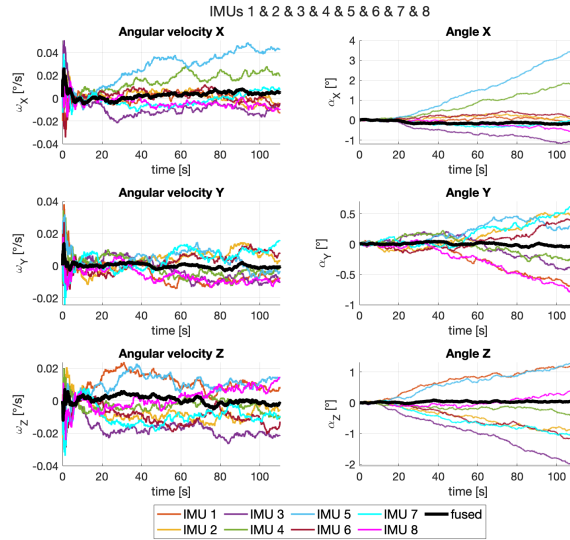 IMUs 1 & 2 & 3 & 4 & 5 & 6 & 7 & 8
Angular velocity X
ω_X [°/s]
0.04
0.02
0
-0.02
-0.04
0 20 40 60 80 100
time [s]
Angle X
α_X [°]
4
3
2
1
0
-1
0 20 40 60 80 100
time [s]
Angular velocity Y
ω_Y [°/s]
0.04
0.02
0
-0.02
0 20 40 60 80 100
time [s]
Angle Y
α_Y [°]
0.5
0
-0.5
-1
0 20 40 60 80 100
time [s]
Angular velocity Z
ω_Z [°/s]
0.02
0
-0.02
-0.04
0 20 40 60 80 100
time [s]
Angle Z
α_Z [°]
1
0
-1
-2
0 20 40 60 80 100
time [s]
IMU 1 IMU 3 IMU 5 IMU 7 fused
IMU 2 IMU 4 IMU 6 IMU 8